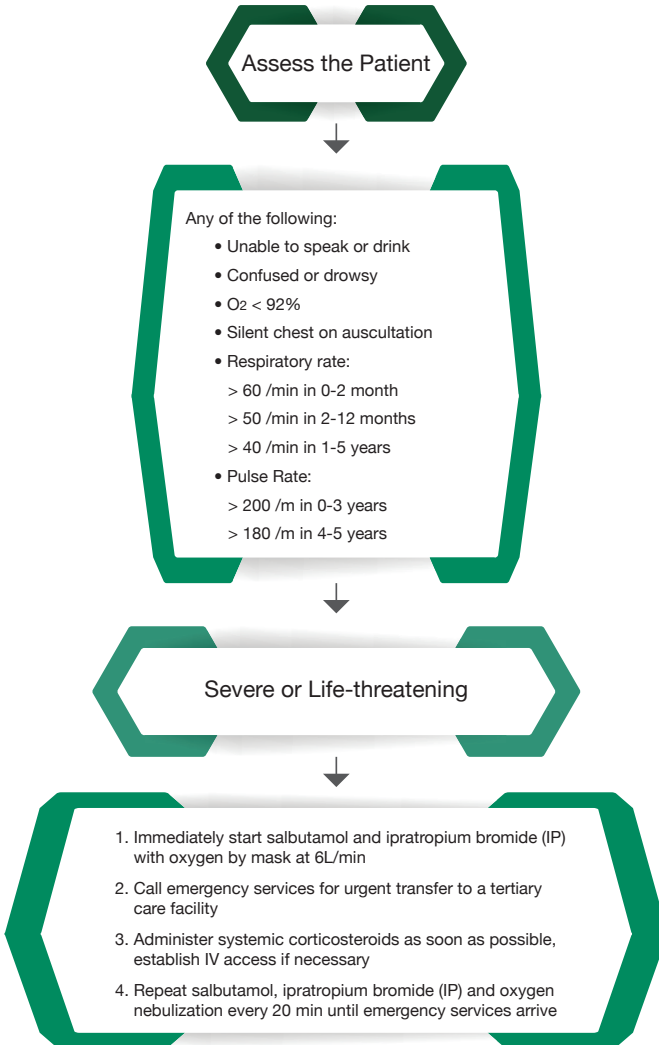 Assess the Patient
Any of the following:
• Unable to speak or drink
• Confused or drowsy
• O2 < 92%
• Silent chest on auscultation
• Respiratory rate:
> 60 /min in 0-2 month
> 50 /min in 2-12 months
> 40 /min in 1-5 years
• Pulse Rate:
> 200 /m in 0-3 years
> 180 /m in 4-5 years
Severe or Life-threatening
1. Immediately start salbutamol and ipratropium bromide (IP)
with oxygen by mask at 6L/min
2. Call emergency services for urgent transfer to a tertiary
care facility
3. Administer systemic corticosteroids as soon as possible,
establish IV access if necessary
4. Repeat salbutamol, ipratropium bromide (IP) and oxygen
nebulization every 20 min until emergency services arrive